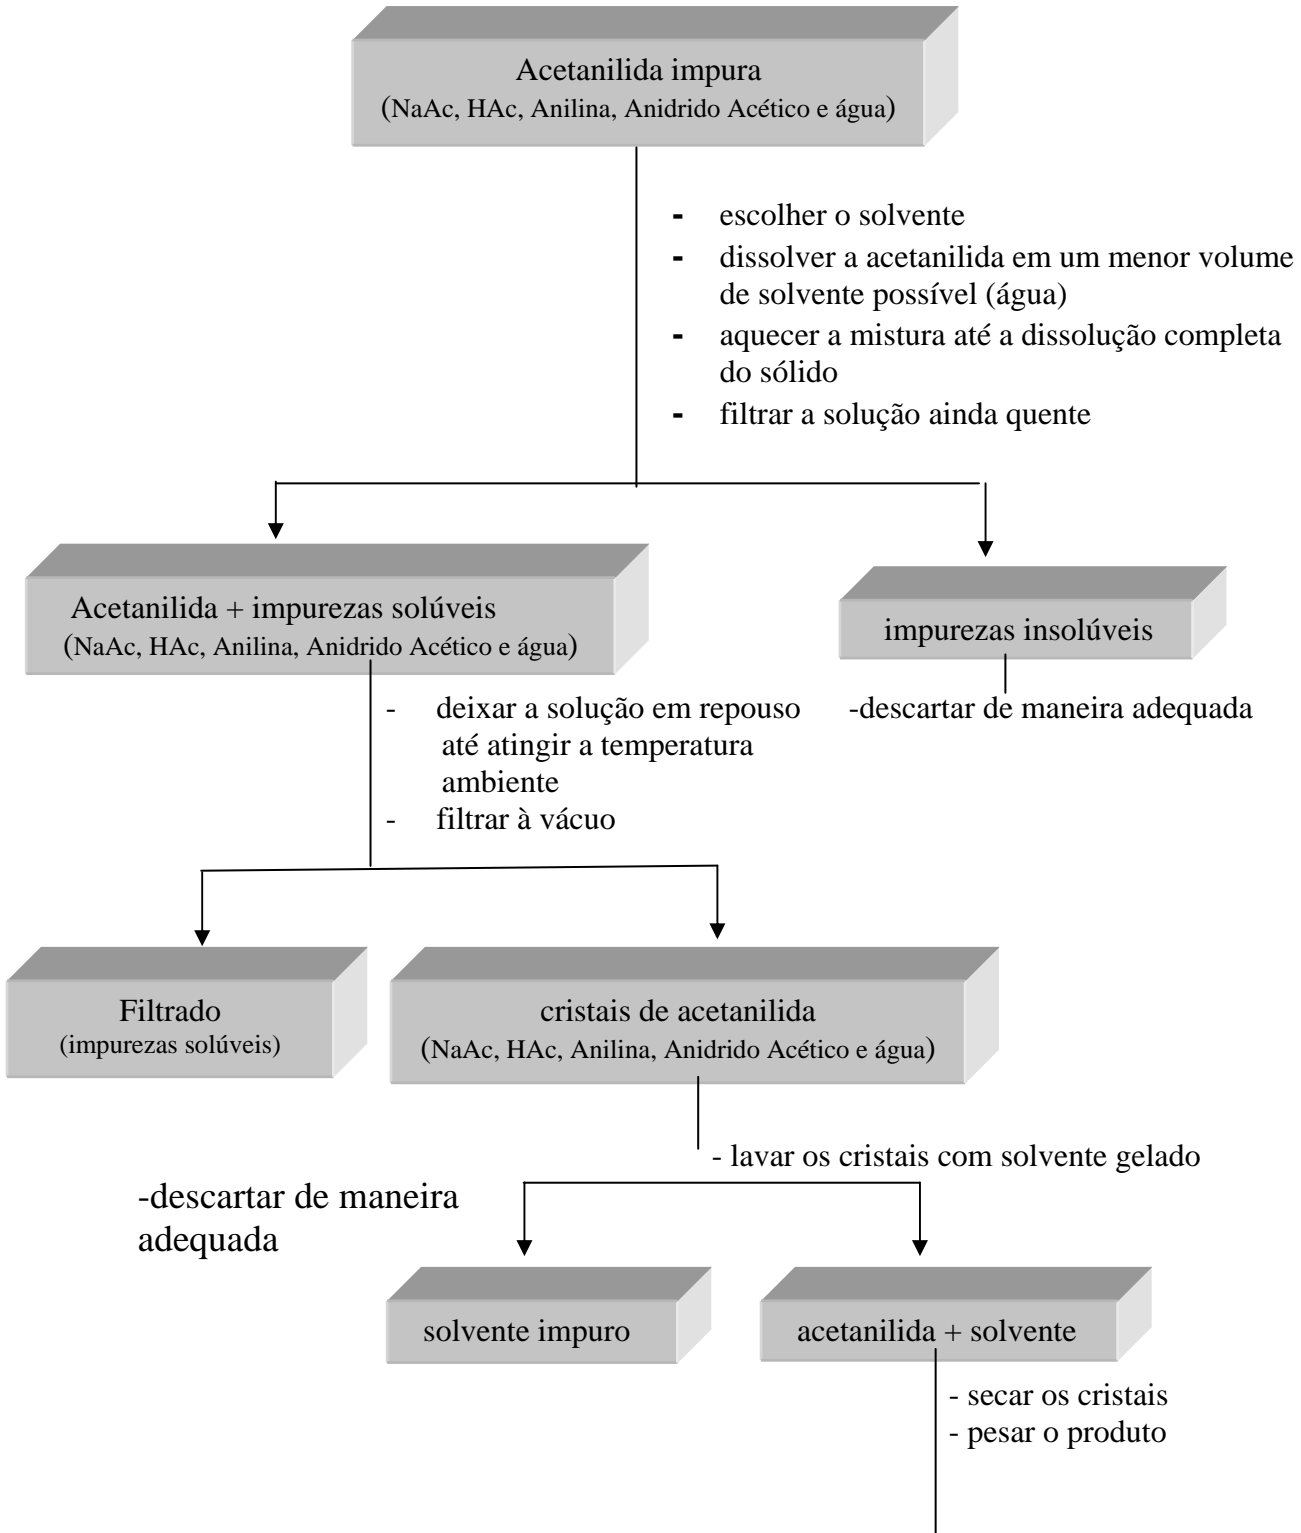 Acetanilida impura
(NaAc, HAc, Anilina, Anidrido Acético e água)
- escolher o solvente
- dissolver a acetanilida em um menor volume
de solvente possível (água)
- aquecer a mistura até a dissolução completa
do sólido
- filtrar a solução ainda quente
Acetanilida + impurezas solúveis
(NaAc, HAc, Anilina, Anidrido Acético e água)
impurezas insolúveis
- deixar a solução em repouso
até atingir a temperatura
ambiente
- filtrar à vácuo
-descartar de maneira adequada
Filtrado
(impurezas solúveis)
cristais de acetanilida
(NaAc, HAc, Anilina, Anidrido Acético e água)
- lavar os cristais com solvente gelado
-descartar de maneira
adequada
solvente impuro
acetanilida + solvente
- secar os cristais
- pesar o produto